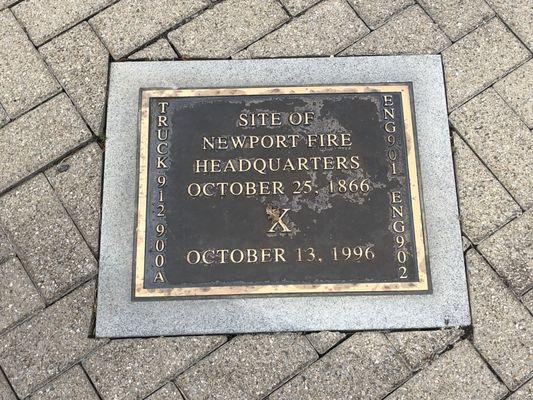 SITE OF
NEWPORT FIRE
HEADQUARTERS
OCTOBER 25, 1866
X
OCTOBER 13, 1996
TRUCK 912 900A
ENG901 ENG902